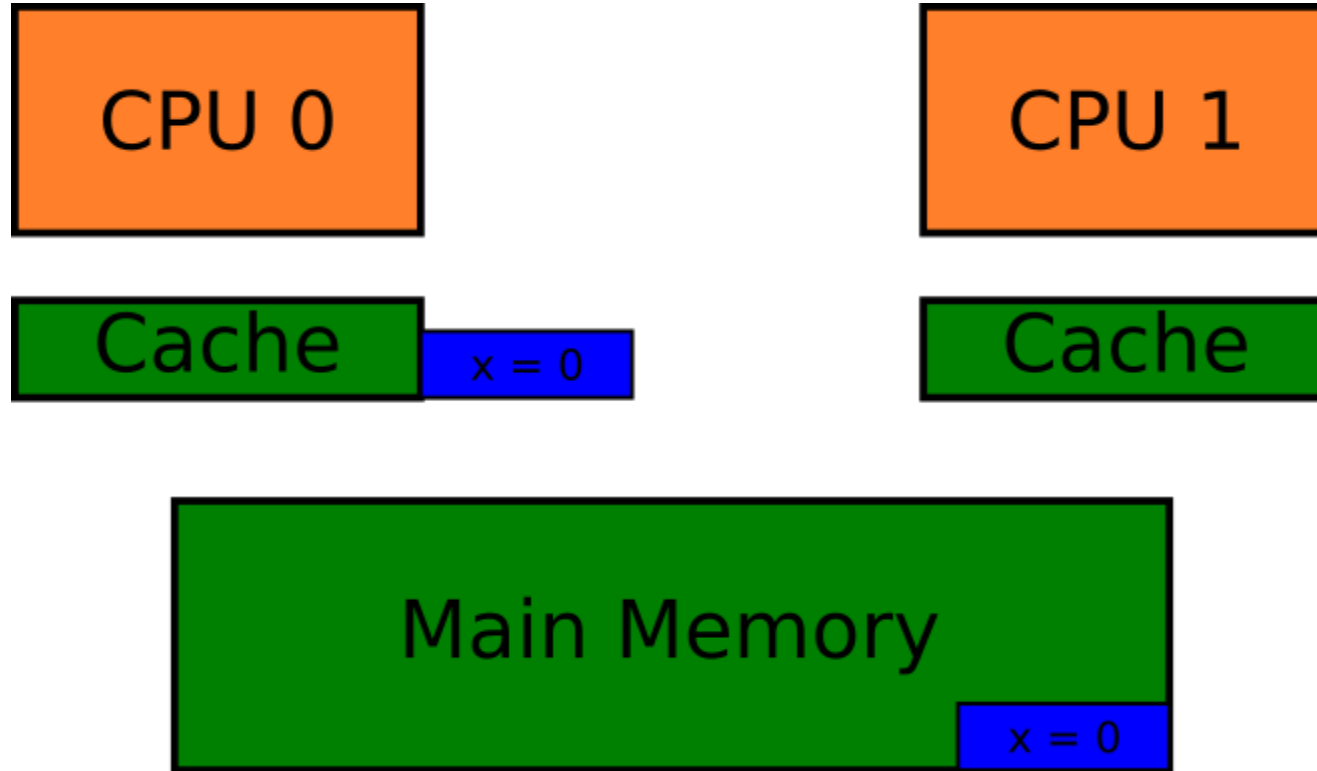 CPU 0
CPU 1
Cache
x = 0
Cache
Main Memory
x = 0